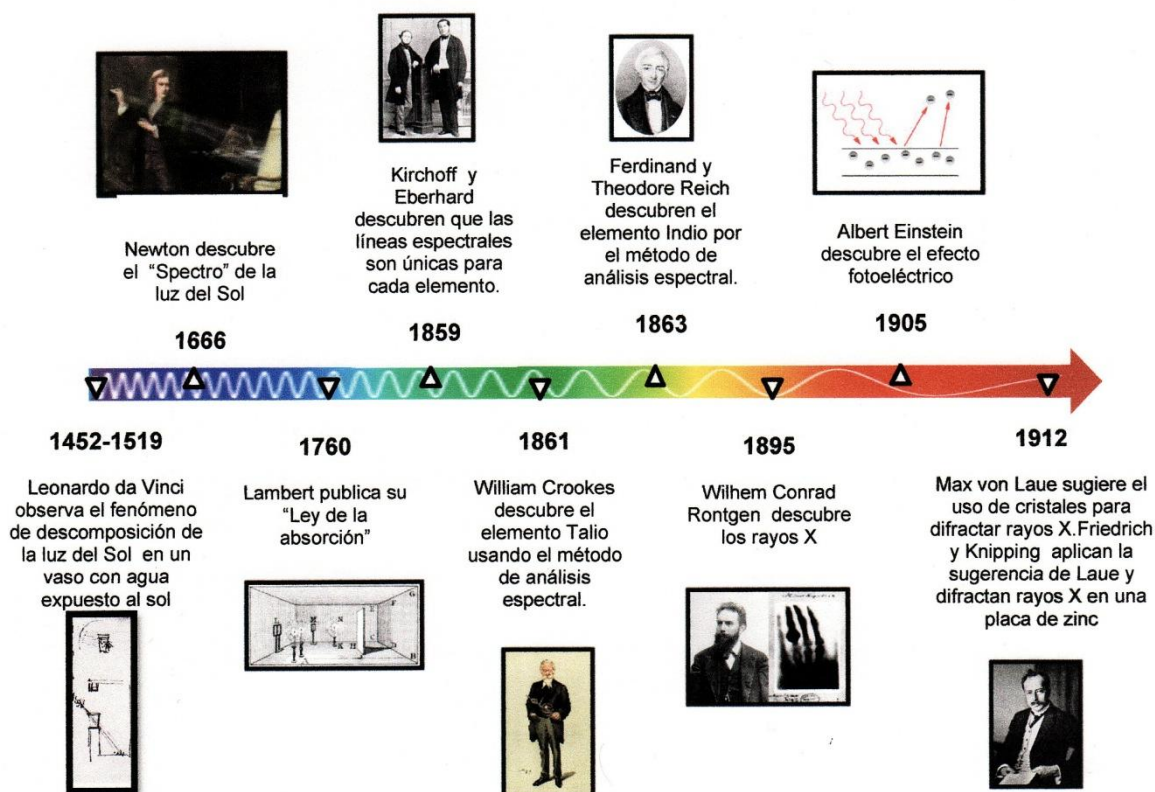 Newton descubre
el “Spectro” de la
luz del Sol
1666
Kirchoff y
Eberhard
descubren que las
líneas espectrales
son únicas para
cada elemento.
1859
Ferdinand y
Theodore Reich
descubren el
elemento Indio por
el método de
análisis espectral.
1863
Albert Einstein
descubre el efecto
fotoeléctrico
1905
1452-1519
Leonardo da Vinci
observa el fenómeno
de descomposición de
la luz del Sol en un
vaso con agua
expuesto al sol
1760
Lambert publica su
“Ley de la
absorción”
1861
William Crookes
descubre el
elemento Talio
usando el método
de análisis
espectral.
1895
Wilhem Conrad
Rontgen descubre
los rayos X
1912
Max von Laue sugiere el
uso de cristales para
difractar rayos X.Friedrich
y Knipping aplican la
sugerencia de Laue y
difractan rayos X en una
placa de zinc